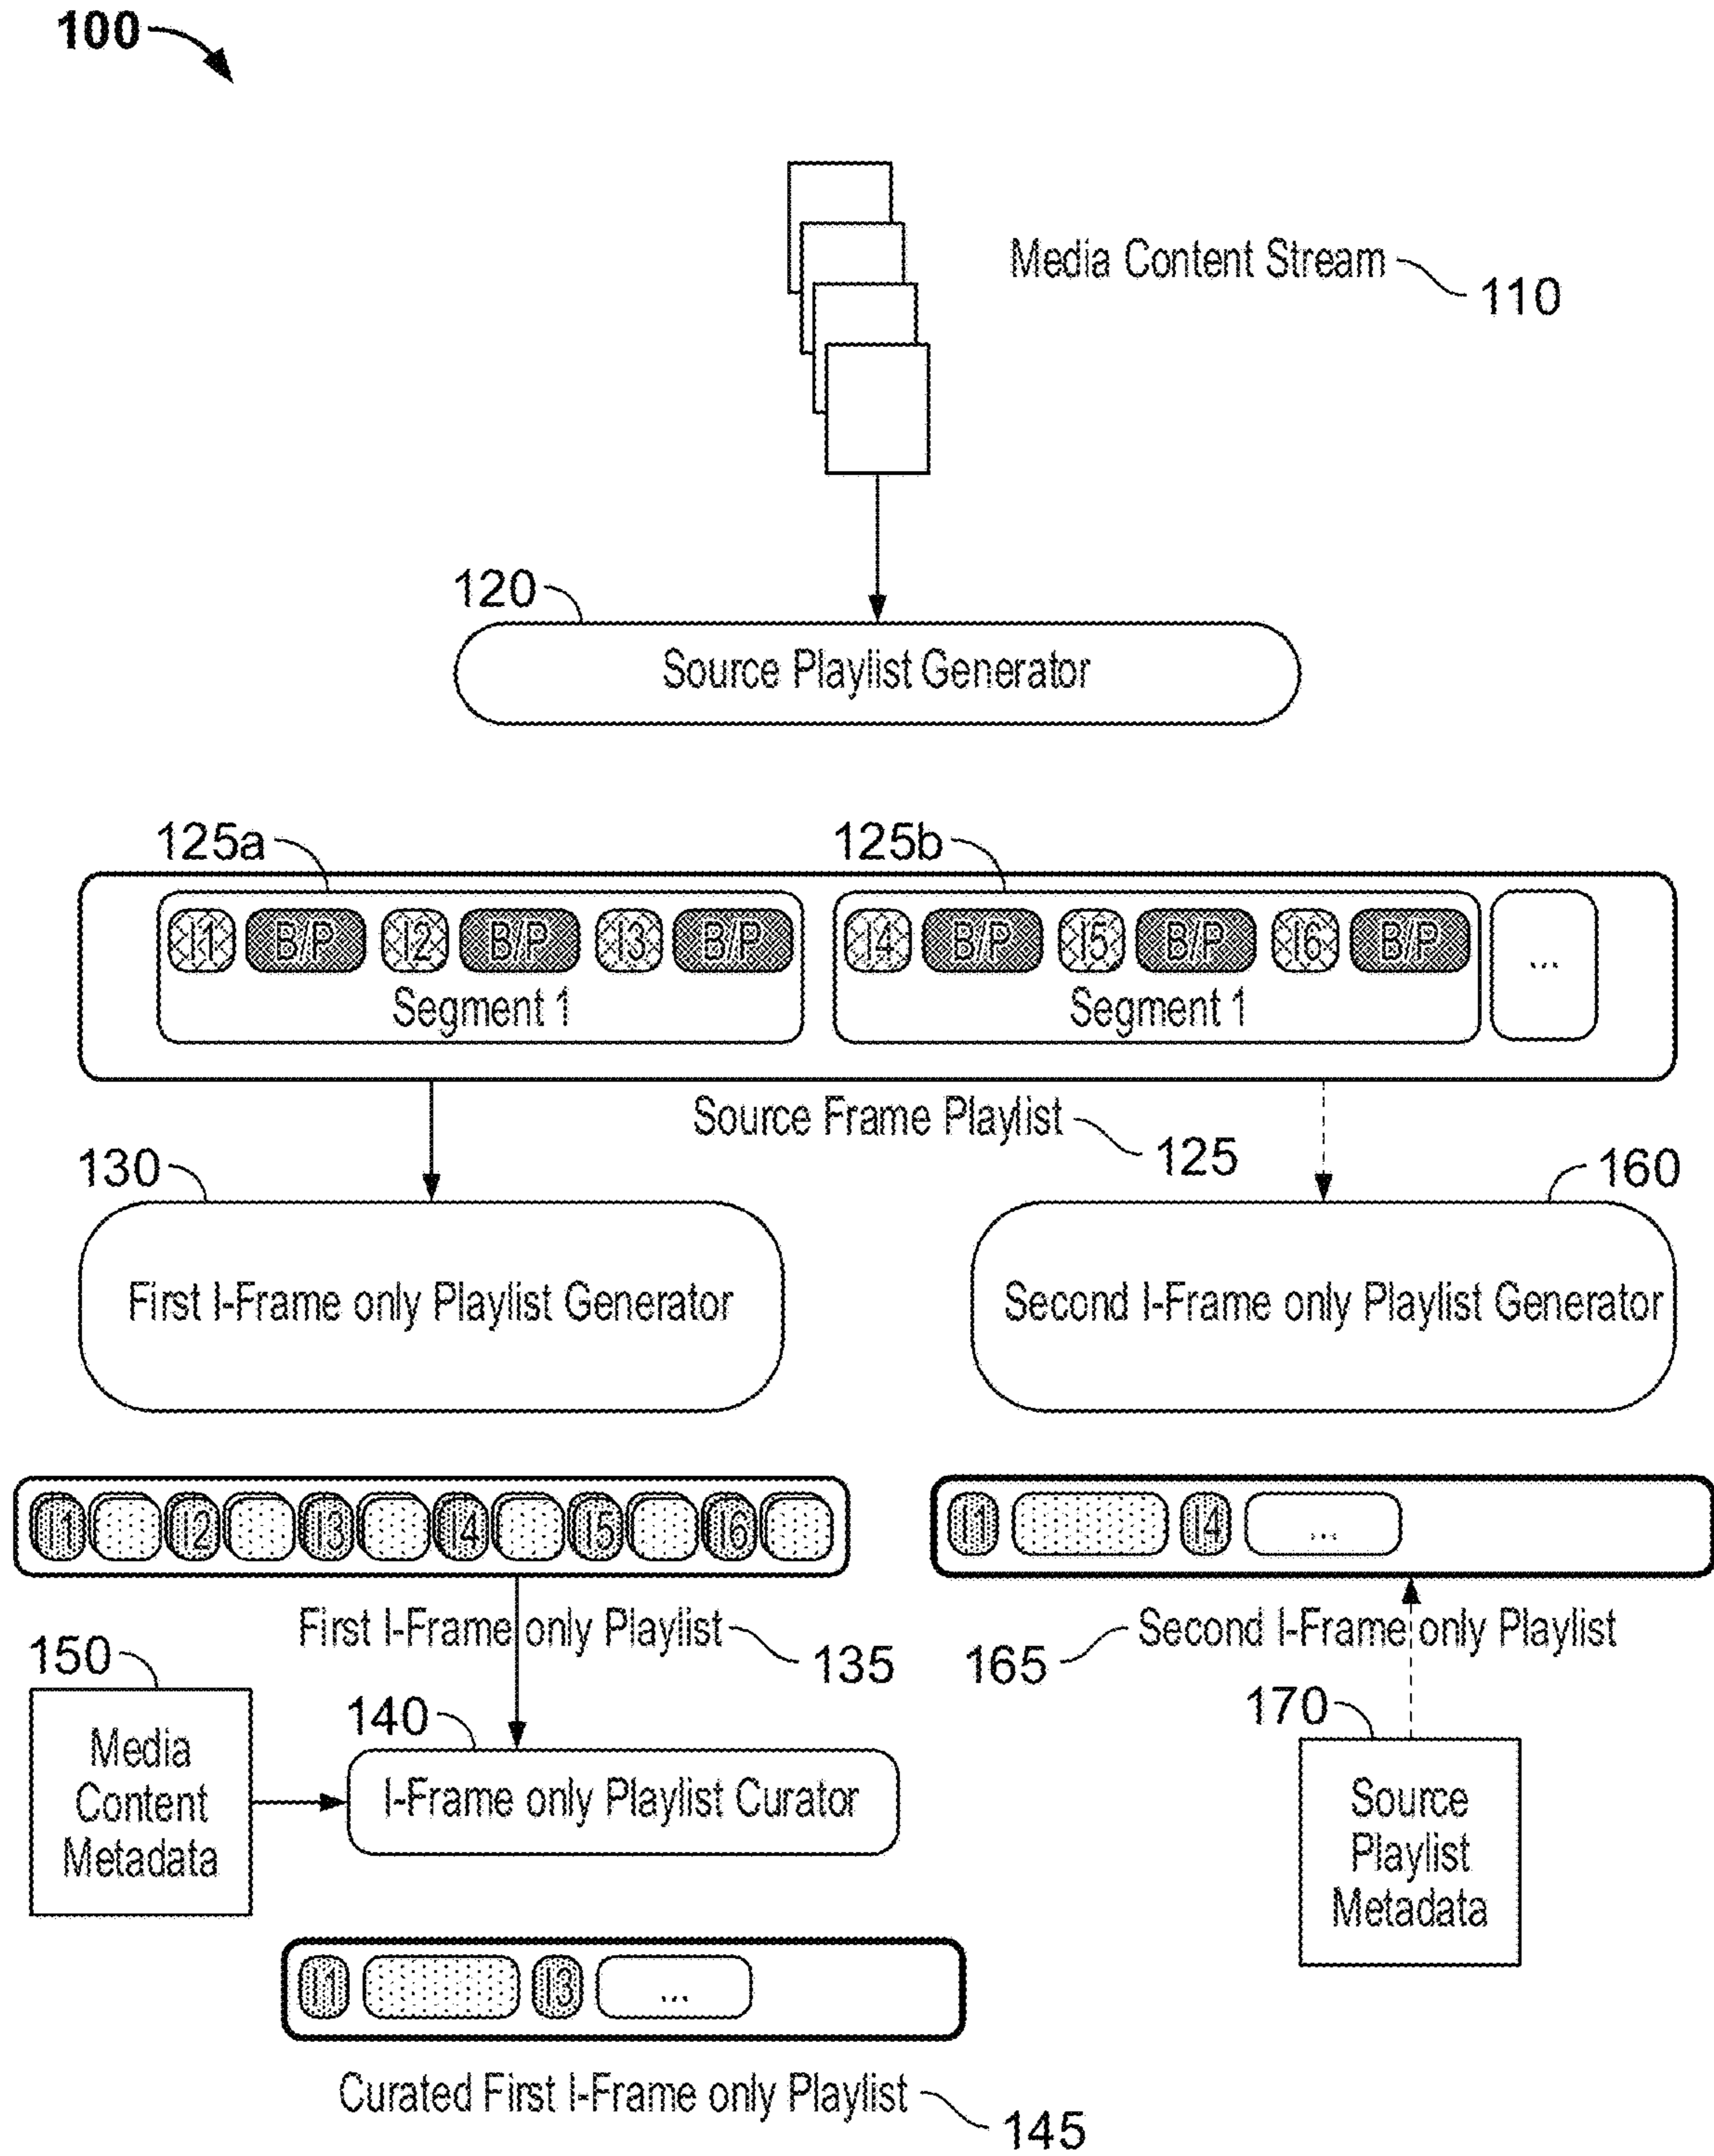 100
Media Content Stream
110
120
Source Playlist Generator
125a
125b
I1 B/P I2 B/P I3 B/P
Segment 1
I4 B/P I5 B/P I6 B/P
Segment 1
...
Source Frame Playlist
125
130
160
First I-Frame only Playlist Generator
Second I-Frame only Playlist Generator
I1 I2 I3 I4 I5 I6
I1 I4 ...
First I-Frame only Playlist
135
165
Second I-Frame only Playlist
150
140
170
Media
Content
Metadata
I-Frame only Playlist Curator
Source
Playlist
Metadata
I1 I3 ...
Curated First I-Frame only Playlist
145